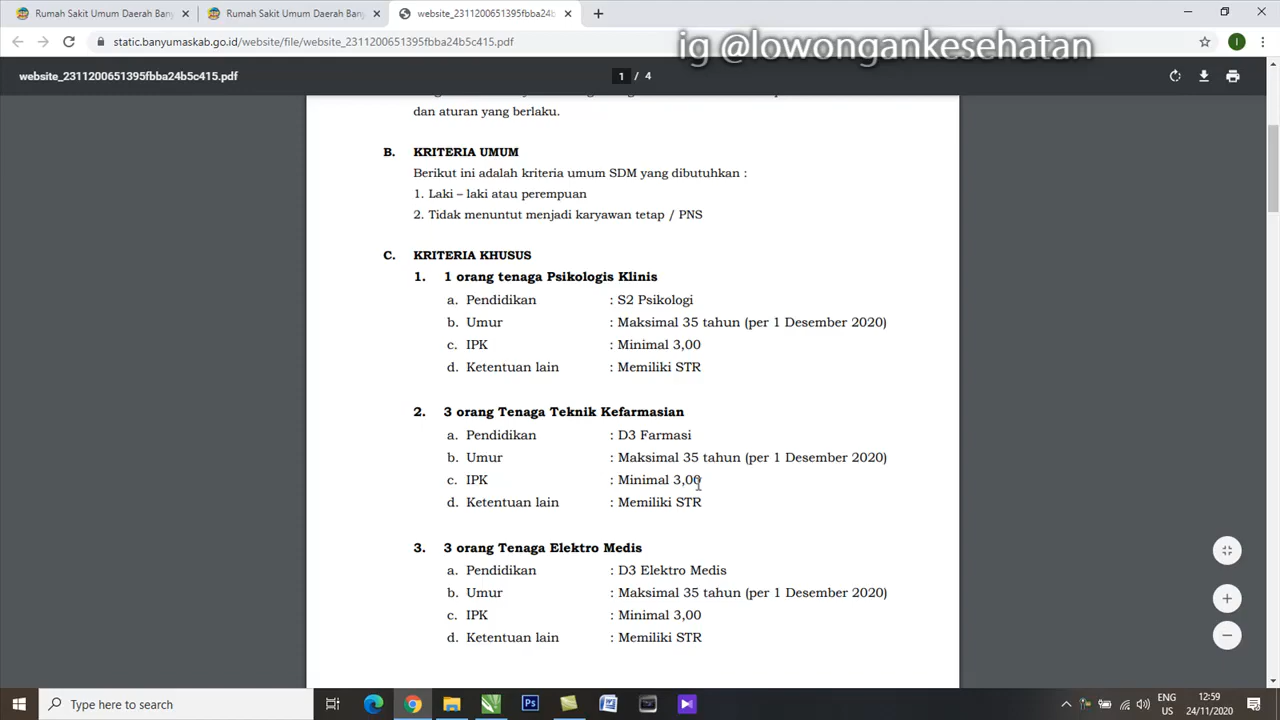 Rumah Sakit Umum Daerah Ban
Rumah Sakit Umum Daerah Ban
website_2311200651395fbba24b
static.banyumaskab.go.id/website/file/website_2311200651395fbba24b5c415.pdf
ig @lowongankesehatan
I
website_2311200651395fbba24b5c415.pdf
1 / 4
dan aturan yang berlaku.
B. KRITERIA UMUM
Berikut ini adalah kriteria umum SDM yang dibutuhkan :
1. Laki – laki atau perempuan
2. Tidak menuntut menjadi karyawan tetap / PNS
C. KRITERIA KHUSUS
1. 1 orang tenaga Psikologis Klinis
a. Pendidikan : S2 Psikologi
b. Umur : Maksimal 35 tahun (per 1 Desember 2020)
c. IPK : Minimal 3,00
d. Ketentuan lain : Memiliki STR
2. 3 orang Tenaga Teknik Kefarmasian
a. Pendidikan : D3 Farmasi
b. Umur : Maksimal 35 tahun (per 1 Desember 2020)
c. IPK : Minimal 3,00
d. Ketentuan lain : Memiliki STR
3. 3 orang Tenaga Elektro Medis
a. Pendidikan : D3 Elektro Medis
b. Umur : Maksimal 35 tahun (per 1 Desember 2020)
c. IPK : Minimal 3,00
d. Ketentuan lain : Memiliki STR
Type here to search
Ps
W
ENG
US
12:59
24/11/2020